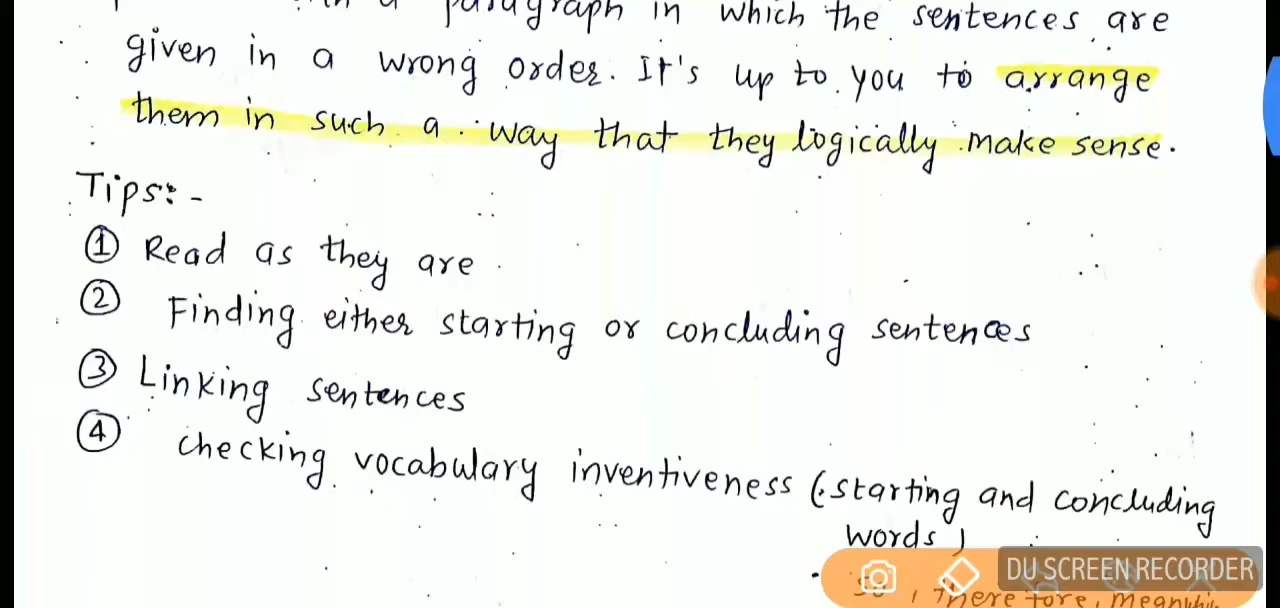 in a paragraph in which the sentences are
given in a wrong order. It's up to you to arrange
them in such a way that they logically make sense.
Tips:-
① Read as they are
② Finding either starting or concluding sentences
③ Linking sentences
④ checking vocabulary inventiveness (starting and concluding
words)
So, therefore,
DU SCREEN RECORDER